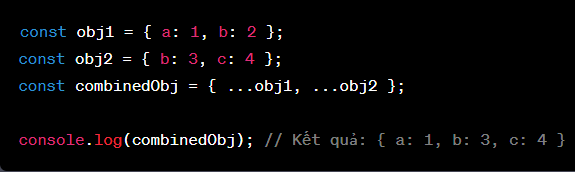 const obj1 = { a: 1, b: 2 };
const obj2 = { b: 3, c: 4 };
const combinedObj = { ...obj1, ...obj2 };
console.log(combinedObj); // Kết quả: { a: 1, b: 3, c: 4 }